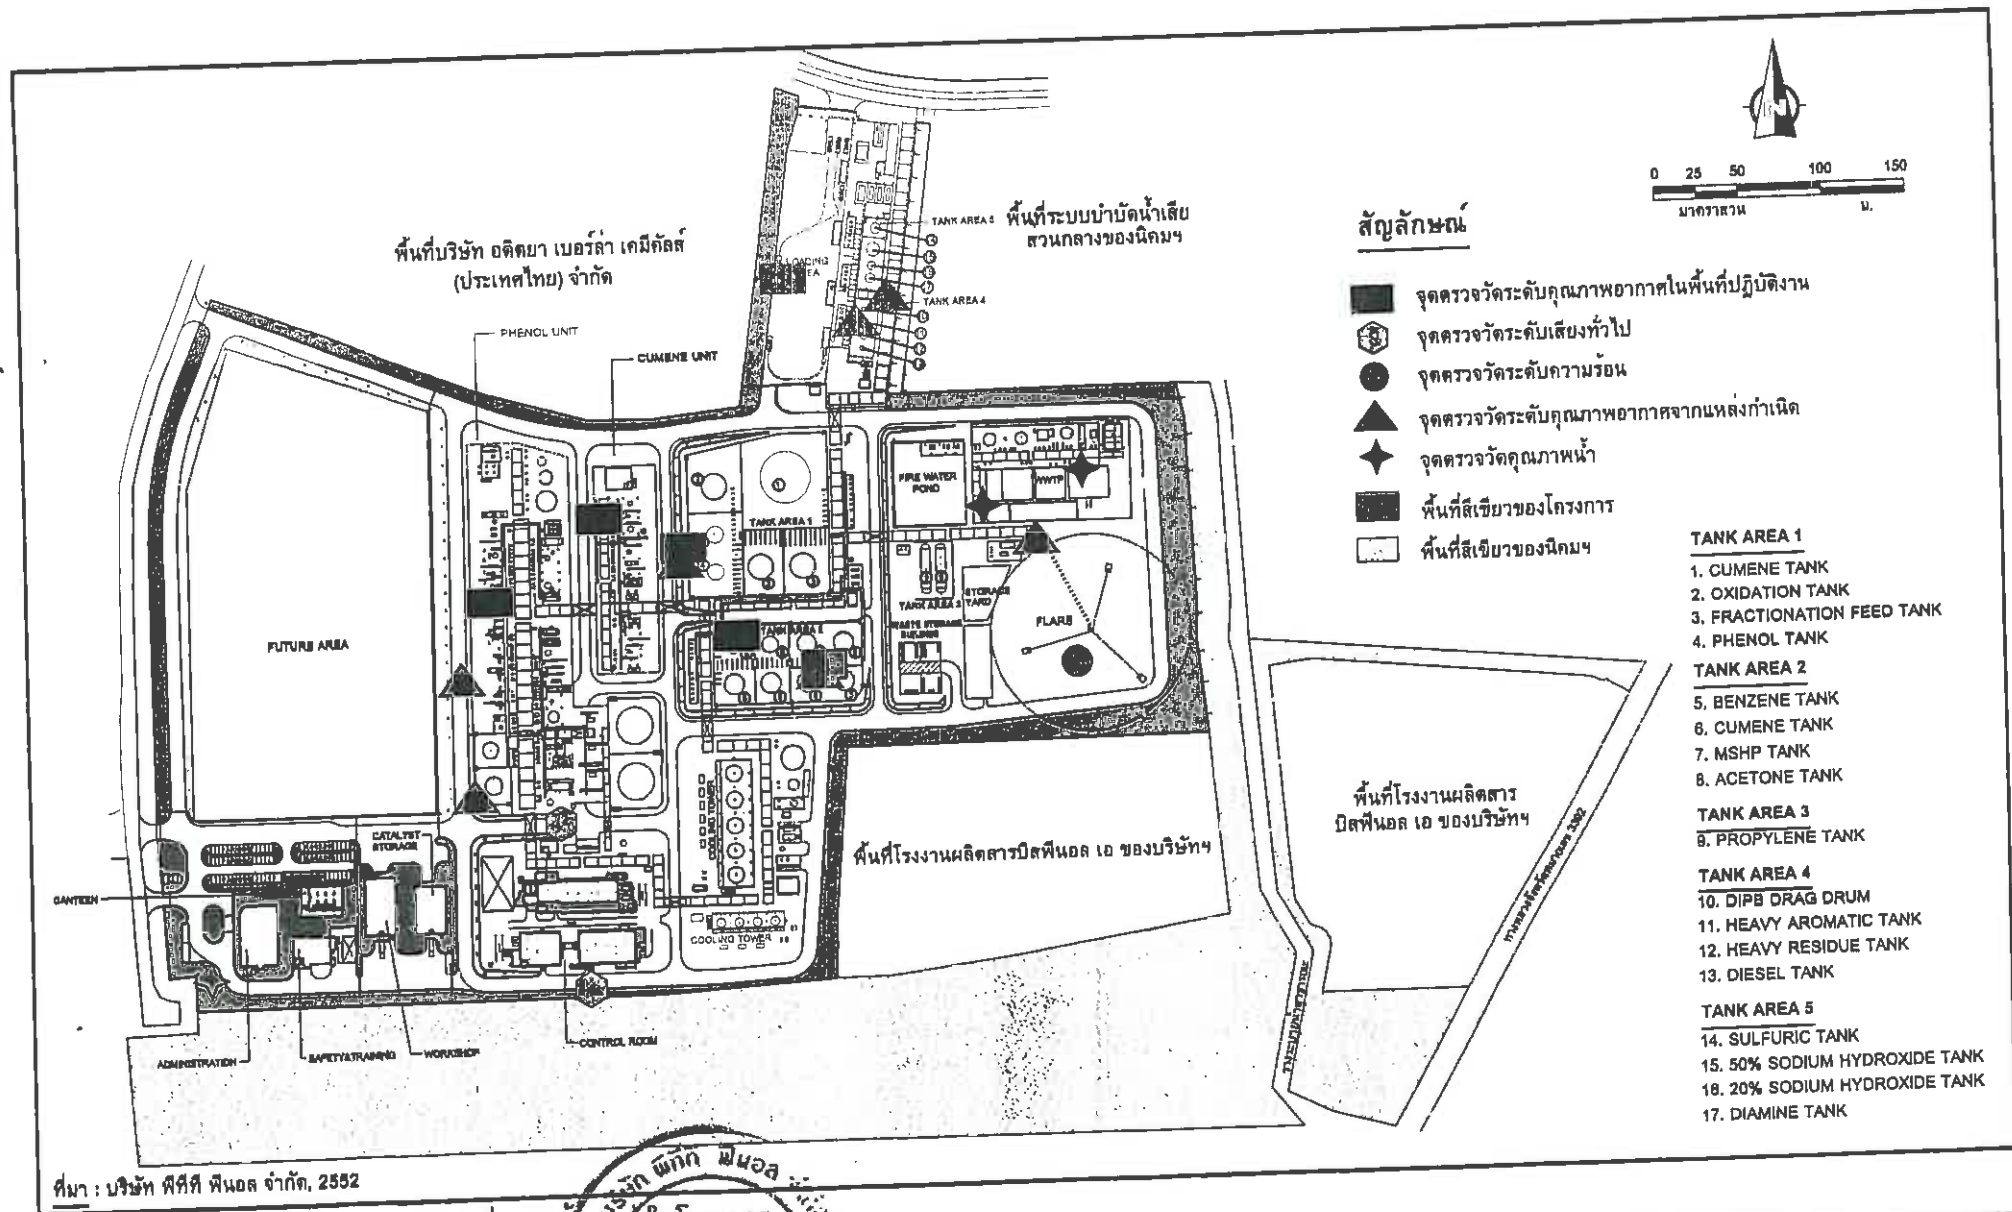 0 25 50 100 150
มาตราส่วน ม.
พื้นที่บริษัท อดิตยา เบอร์ล่า เคมีคัลส์
(ประเทศไทย) จำกัด
พื้นที่ระบบบำบัดน้ำเสีย
ส่วนกลางของนิคมฯ
TANK AREA 5
TANK AREA 4
LOADING
PHENOL UNIT
CUMENE UNIT
TANK AREA 1
FIRE WATER
POND
WWTP
TANK AREA 3
STORAGE
YARD
WASTE STORAGE
BUILDING
FLARE
TANK AREA 2
FUTURE AREA
COOLING TOWER
COOLING TOWER
CATALYST
STORAGE
CANTEEN
ADMINISTRATION
SAFETY&TRAINING
WORKSHOP
CONTROL ROOM
พื้นที่โรงงานผลิตสารบิสฟีนอล เอ ของบริษัทฯ
พื้นที่โรงงานผลิตสาร
บิสฟีนอล เอ ของบริษัทฯ
สัญลักษณ์
จุดตรวจวัดระดับคุณภาพอากาศในพื้นที่ปฏิบัติงาน
จุดตรวจวัดระดับเสียงทั่วไป
จุดตรวจวัดระดับความร้อน
จุดตรวจวัดระดับคุณภาพอากาศจากแหล่งกำเนิด
จุดตรวจวัดคุณภาพน้ำ
พื้นที่สีเขียวของโครงการ
พื้นที่สีเขียวของนิคมฯ
TANK AREA 1
1. CUMENE TANK
2. OXIDATION TANK
3. FRACTIONATION FEED TANK
4. PHENOL TANK
TANK AREA 2
5. BENZENE TANK
6. CUMENE TANK
7. MSHP TANK
8. ACETONE TANK
TANK AREA 3
9. PROPYLENE TANK
TANK AREA 4
10. DIPB DRAG DRUM
11. HEAVY AROMATIC TANK
12. HEAVY RESIDUE TANK
13. DIESEL TANK
TANK AREA 5
14. SULFURIC TANK
15. 50% SODIUM HYDROXIDE TANK
16. 20% SODIUM HYDROXIDE TANK
17. DIAMINE TANK
ที่มา : บริษัท พีทีที ฟีนอล จำกัด, 2552
บริษัท พีทีที ฟีนอล